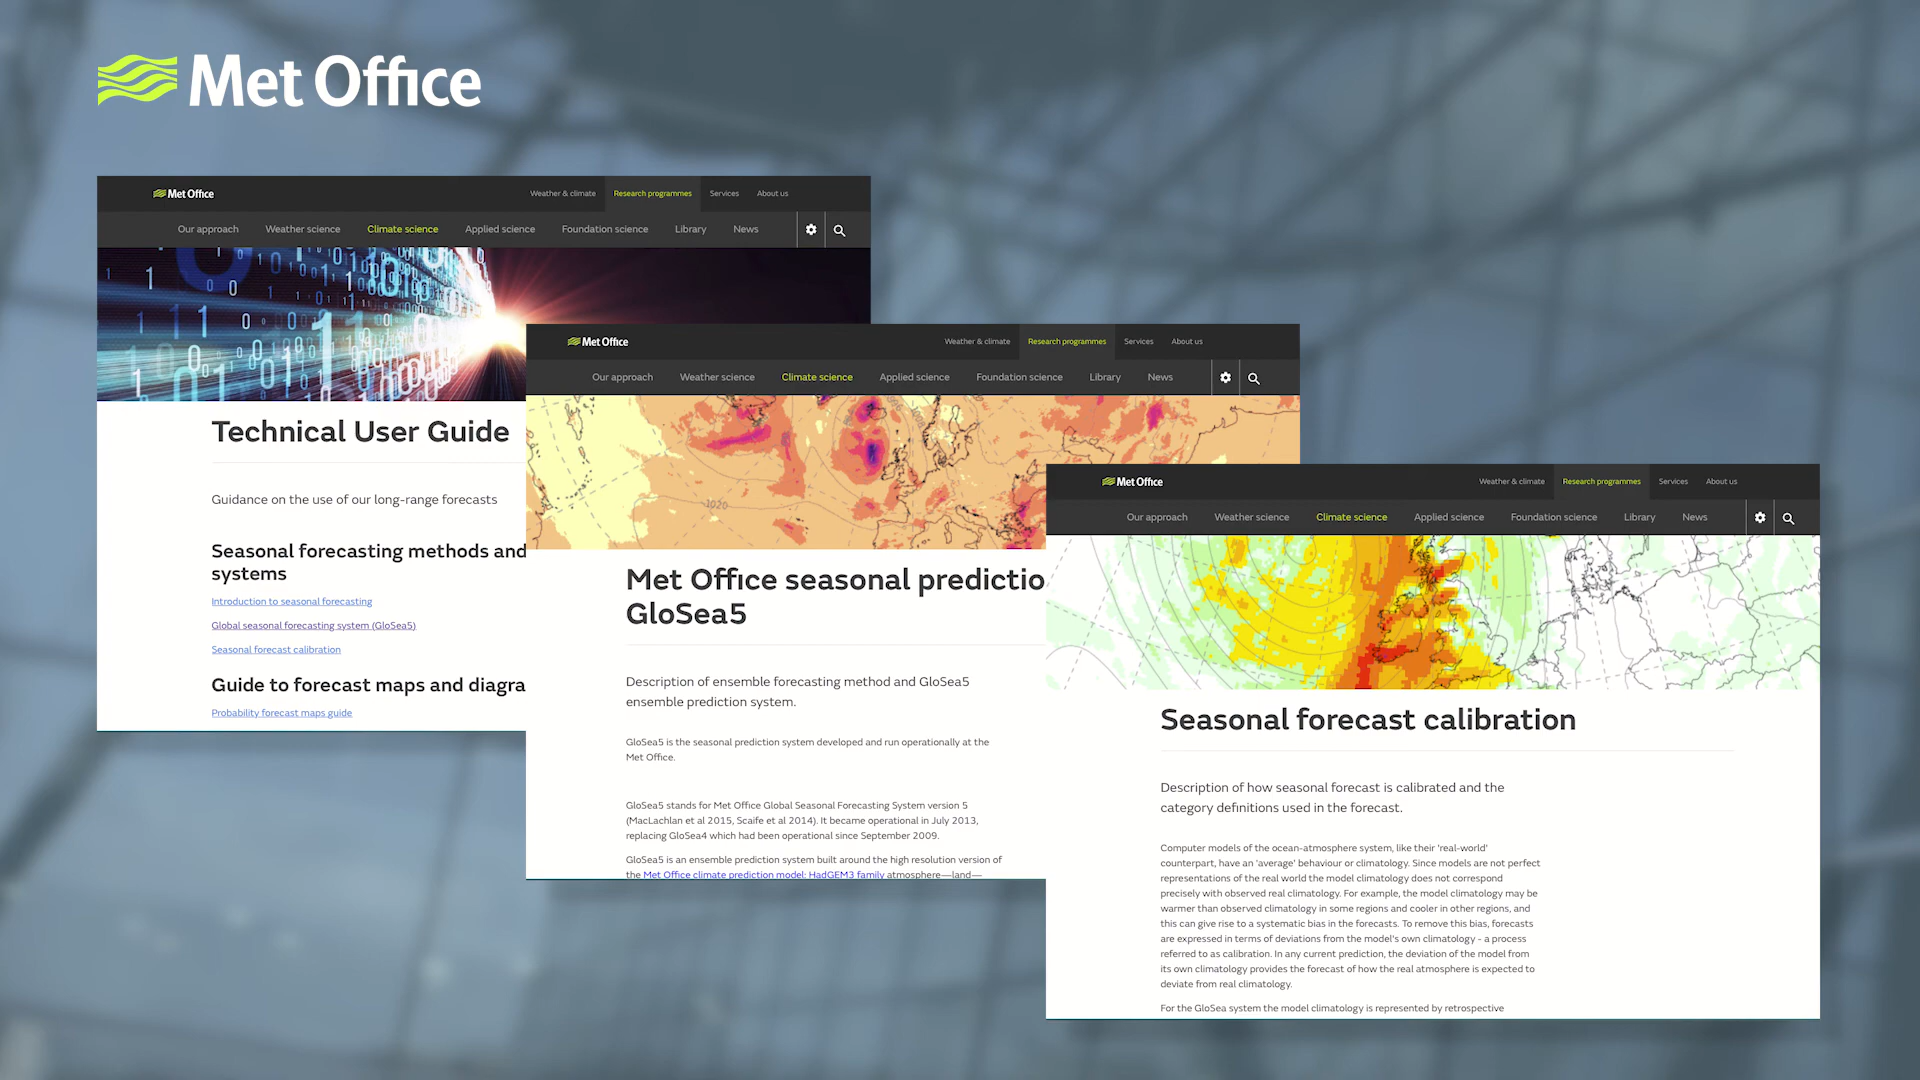 Met Office
Met Office
Weather & climate Research programmes Services About us
Our approach Weather science Climate science Applied science Foundation science Library News
Technical User Guide
Guidance on the use of our long-range forecasts
Seasonal forecasting methods and
systems
Introduction to seasonal forecasting
Global seasonal forecasting system (GloSea5)
Seasonal forecast calibration
Guide to forecast maps and diagra
Probability forecast maps guide
Met Office
Weather & climate Research programmes Services About us
Our approach Weather science Climate science Applied science Foundation science Library News
1020
Met Office seasonal predictio
GloSea5
Description of ensemble forecasting method and GloSea5
ensemble prediction system.
GloSea5 is the seasonal prediction system developed and run operationally at the
Met Office.
GloSea5 stands for Met Office Global Seasonal Forecasting System version 5
(MacLachlan et al 2015, Scaife et al 2014). It became operational in July 2013,
replacing GloSea4 which had been operational since September 2009.
GloSea5 is an ensemble prediction system built around the high resolution version of
the Met Office climate prediction model: HadGEM3 family atmosphere—land—
Met Office
Weather & climate Research programmes Services About us
Our approach Weather science Climate science Applied science Foundation science Library News
Seasonal forecast calibration
Description of how seasonal forecast is calibrated and the
category definitions used in the forecast.
Computer models of the ocean-atmosphere system, like their 'real-world'
counterpart, have an 'average' behaviour or climatology. Since models are not perfect
representations of the real world the model climatology does not correspond
precisely with observed real climatology. For example, the model climatology may be
warmer than observed climatology in some regions and cooler in other regions, and
this can give rise to a systematic bias in the forecasts. To remove this bias, forecasts
are expressed in terms of deviations from the model's own climatology - a process
referred to as calibration. In any current prediction, the deviation of the model from
its own climatology provides the forecast of how the real atmosphere is expected to
deviate from real climatology.
For the GloSea system the model climatology is represented by retrospective